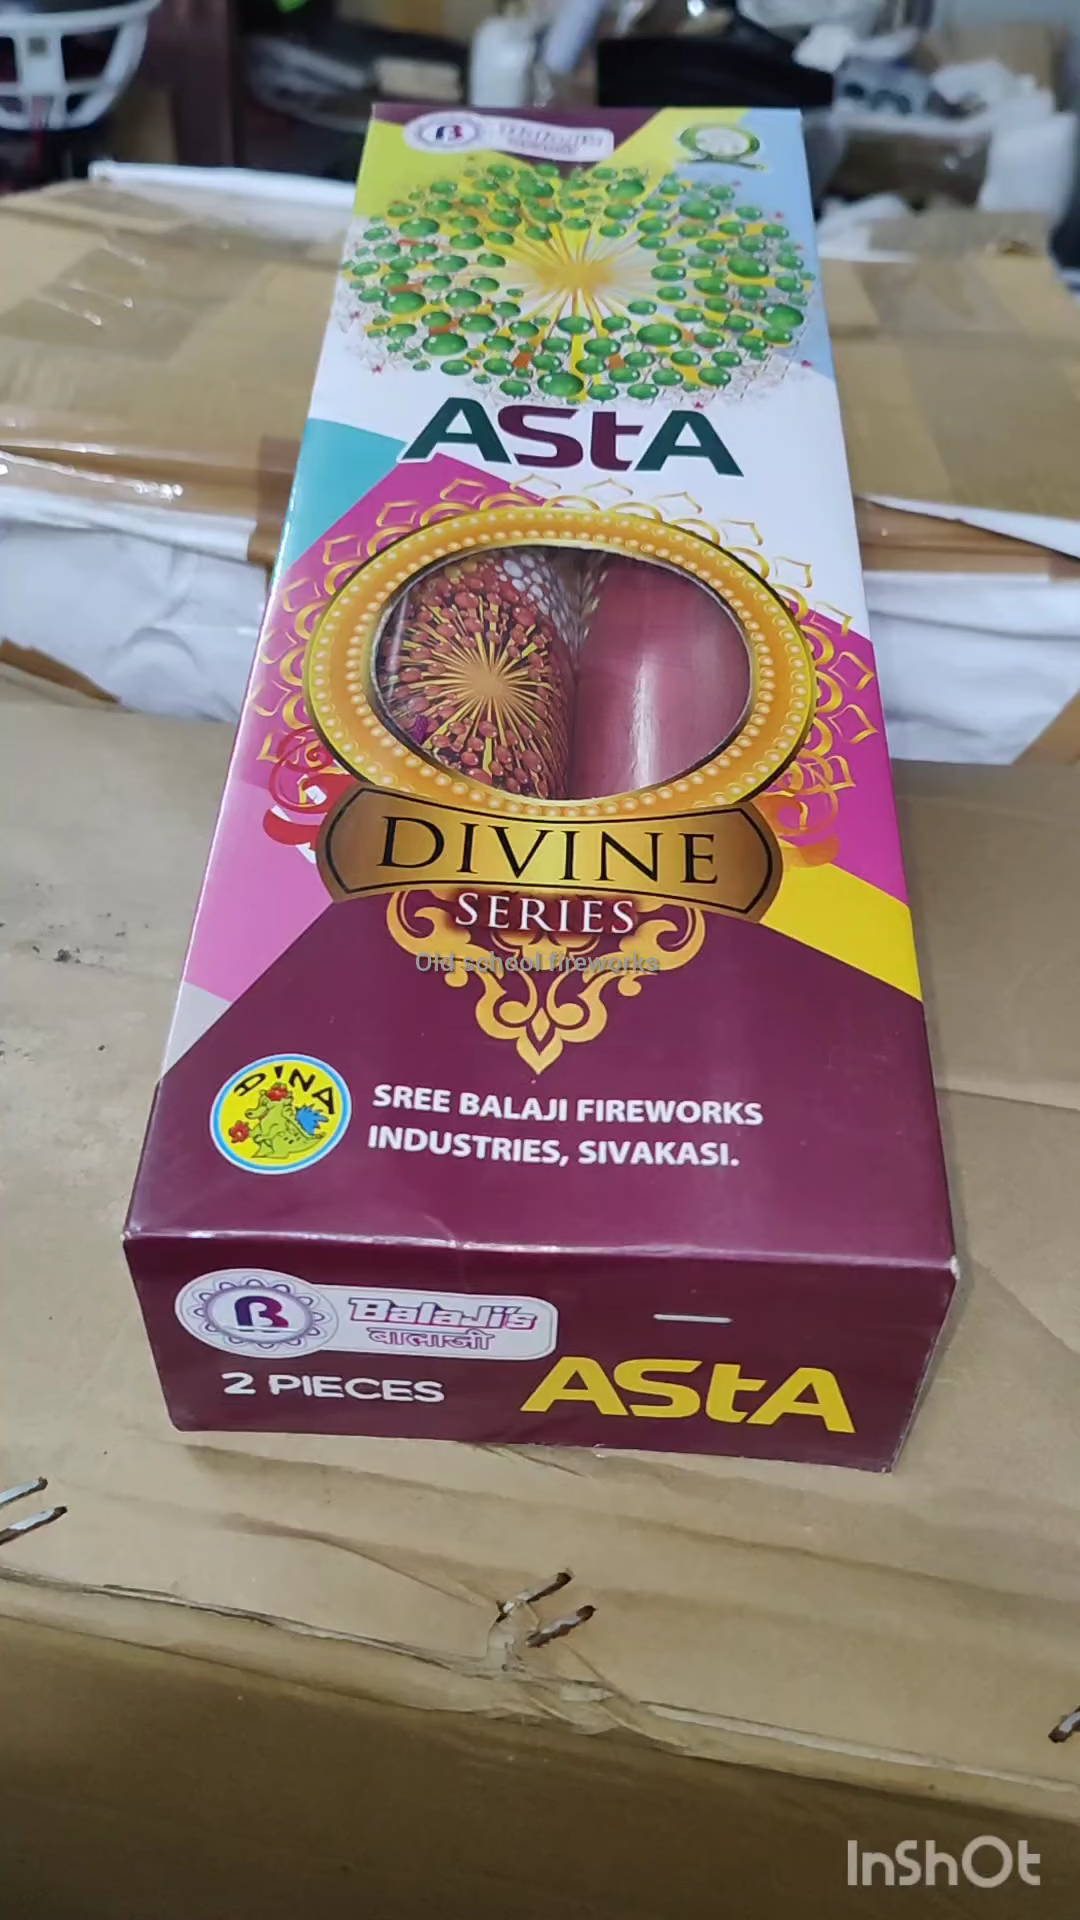 B Balaji's
AStA
DIVINE
SERIES
Old school fireworks
DINA
SREE BALAJI FIREWORKS
INDUSTRIES, SIVAKASI.
B Balaji's
बालाजी
2 PIECES
AStA
InShOt